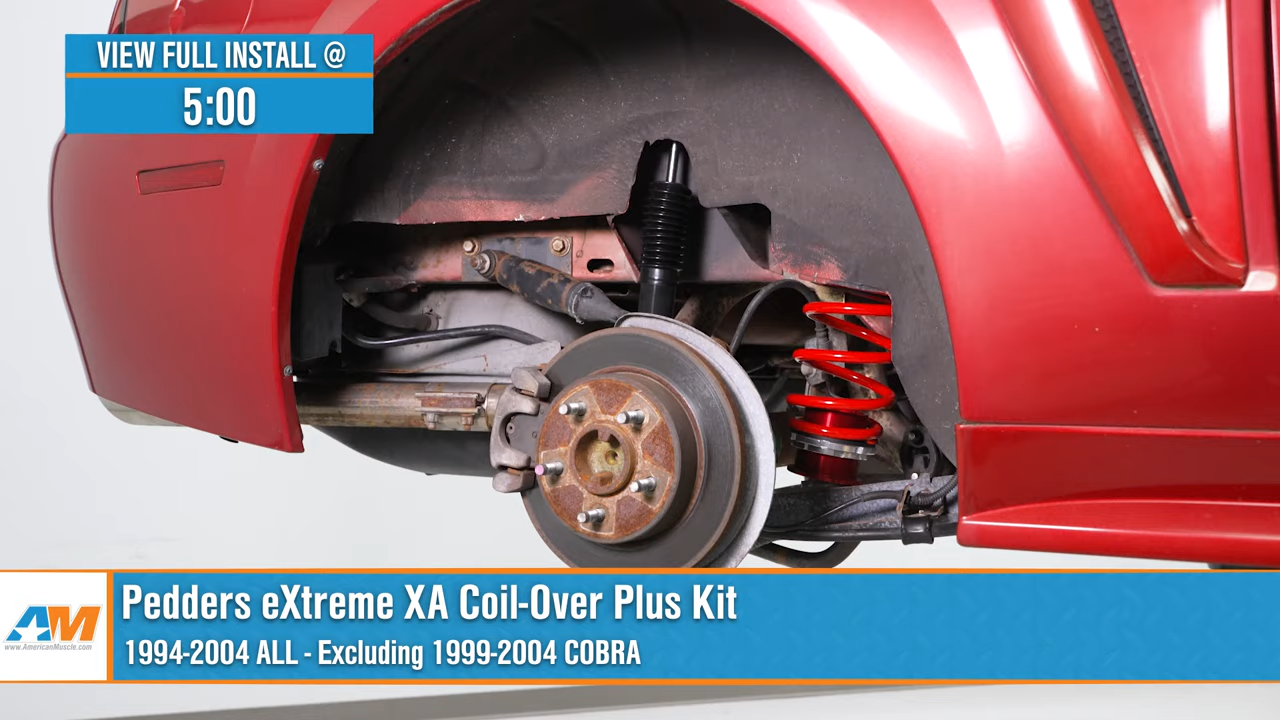 VIEW FULL INSTALL @
5:00
Pedders eXtreme XA Coil-Over Plus Kit
1994-2004 ALL - Excluding 1999-2004 COBRA
AM
www.AmericanMuscle.com